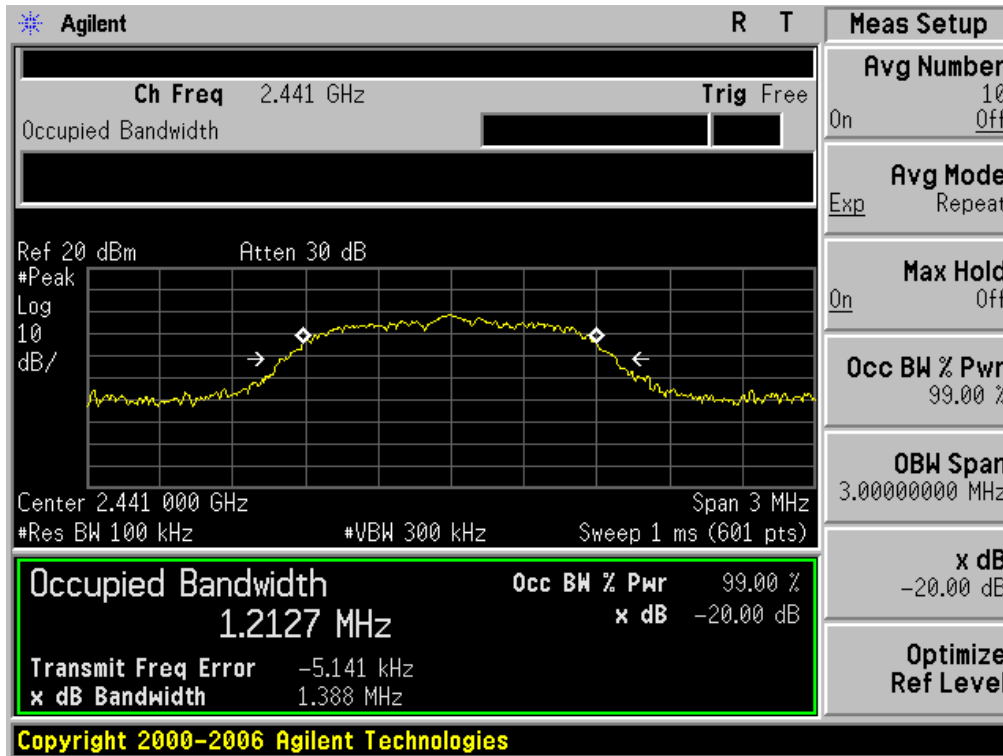 Agilent R T
Ch Freq 2.441 GHz Trig Free
Occupied Bandwidth
Ref 20 dBm Atten 30 dB
#Peak
Log
10
dB/
Center 2.441 000 GHz Span 3 MHz
#Res BW 100 kHz #VBW 300 kHz Sweep 1 ms (601 pts)
Occupied Bandwidth
1.2127 MHz
Occ BW % Pwr 99.00 %
x dB -20.00 dB
Transmit Freq Error -5.141 kHz
x dB Bandwidth 1.388 MHz
Copyright 2000-2006 Agilent Technologies
Meas Setup
Avg Number
10
On Off
Avg Mode
Exp Repeat
Max Hold
On Off
Occ BW % Pwr
99.00 %
OBW Span
3.00000000 MHz
x dB
-20.00 dB
Optimize
Ref Level